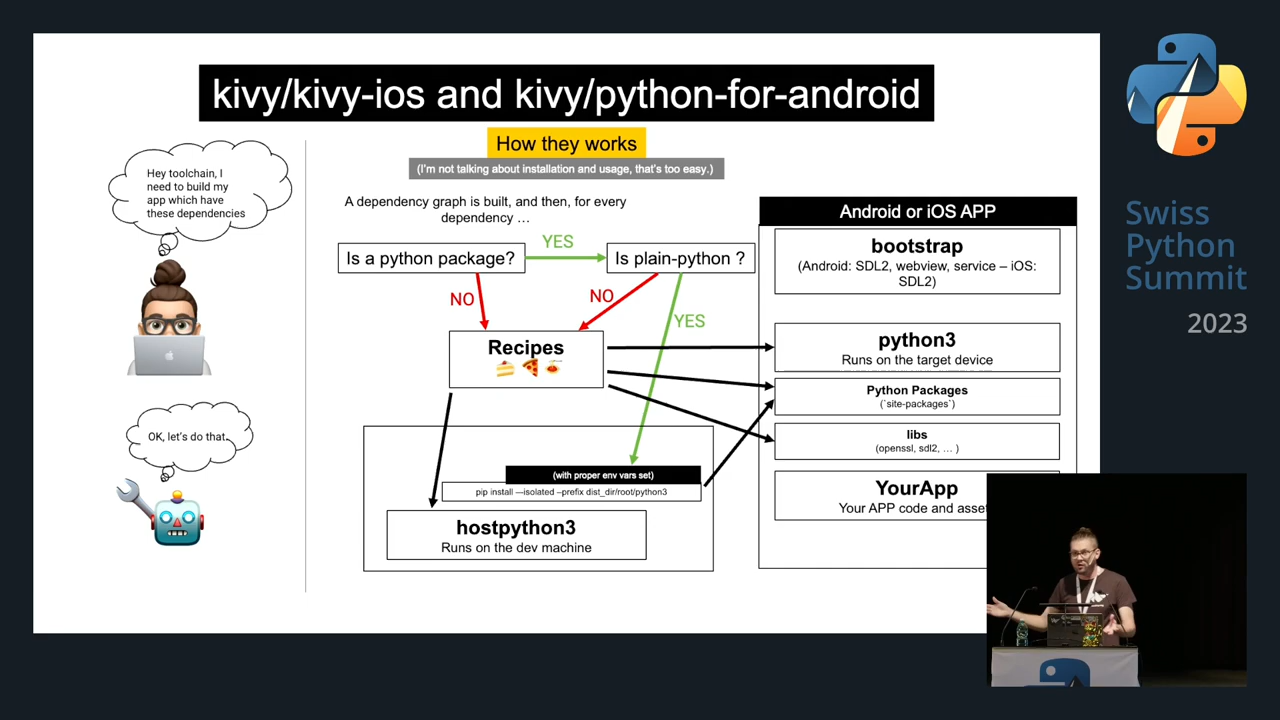 kivy/kivy-ios and kivy/python-for-android
How they works
(I'm not talking about installation and usage, that's too easy.)
Hey toolchain, I
need to build my
app which have
these dependencies
OK, let's do that.
A dependency graph is built, and then, for every
dependency …
Is a python package?
YES
Is plain-python ?
NO
NO
YES
Recipes
(with proper env vars set)
pip install —isolated –prefix dist_dir/root/python3
hostpython3
Runs on the dev machine
Android or iOS APP
bootstrap
(Android: SDL2, webview, service – iOS:
SDL2)
python3
Runs on the target device
Python Packages
(`site-packages`)
libs
(openssl, sdl2, … )
YourApp
Your APP code and asset
Swiss
Python
Summit
2023